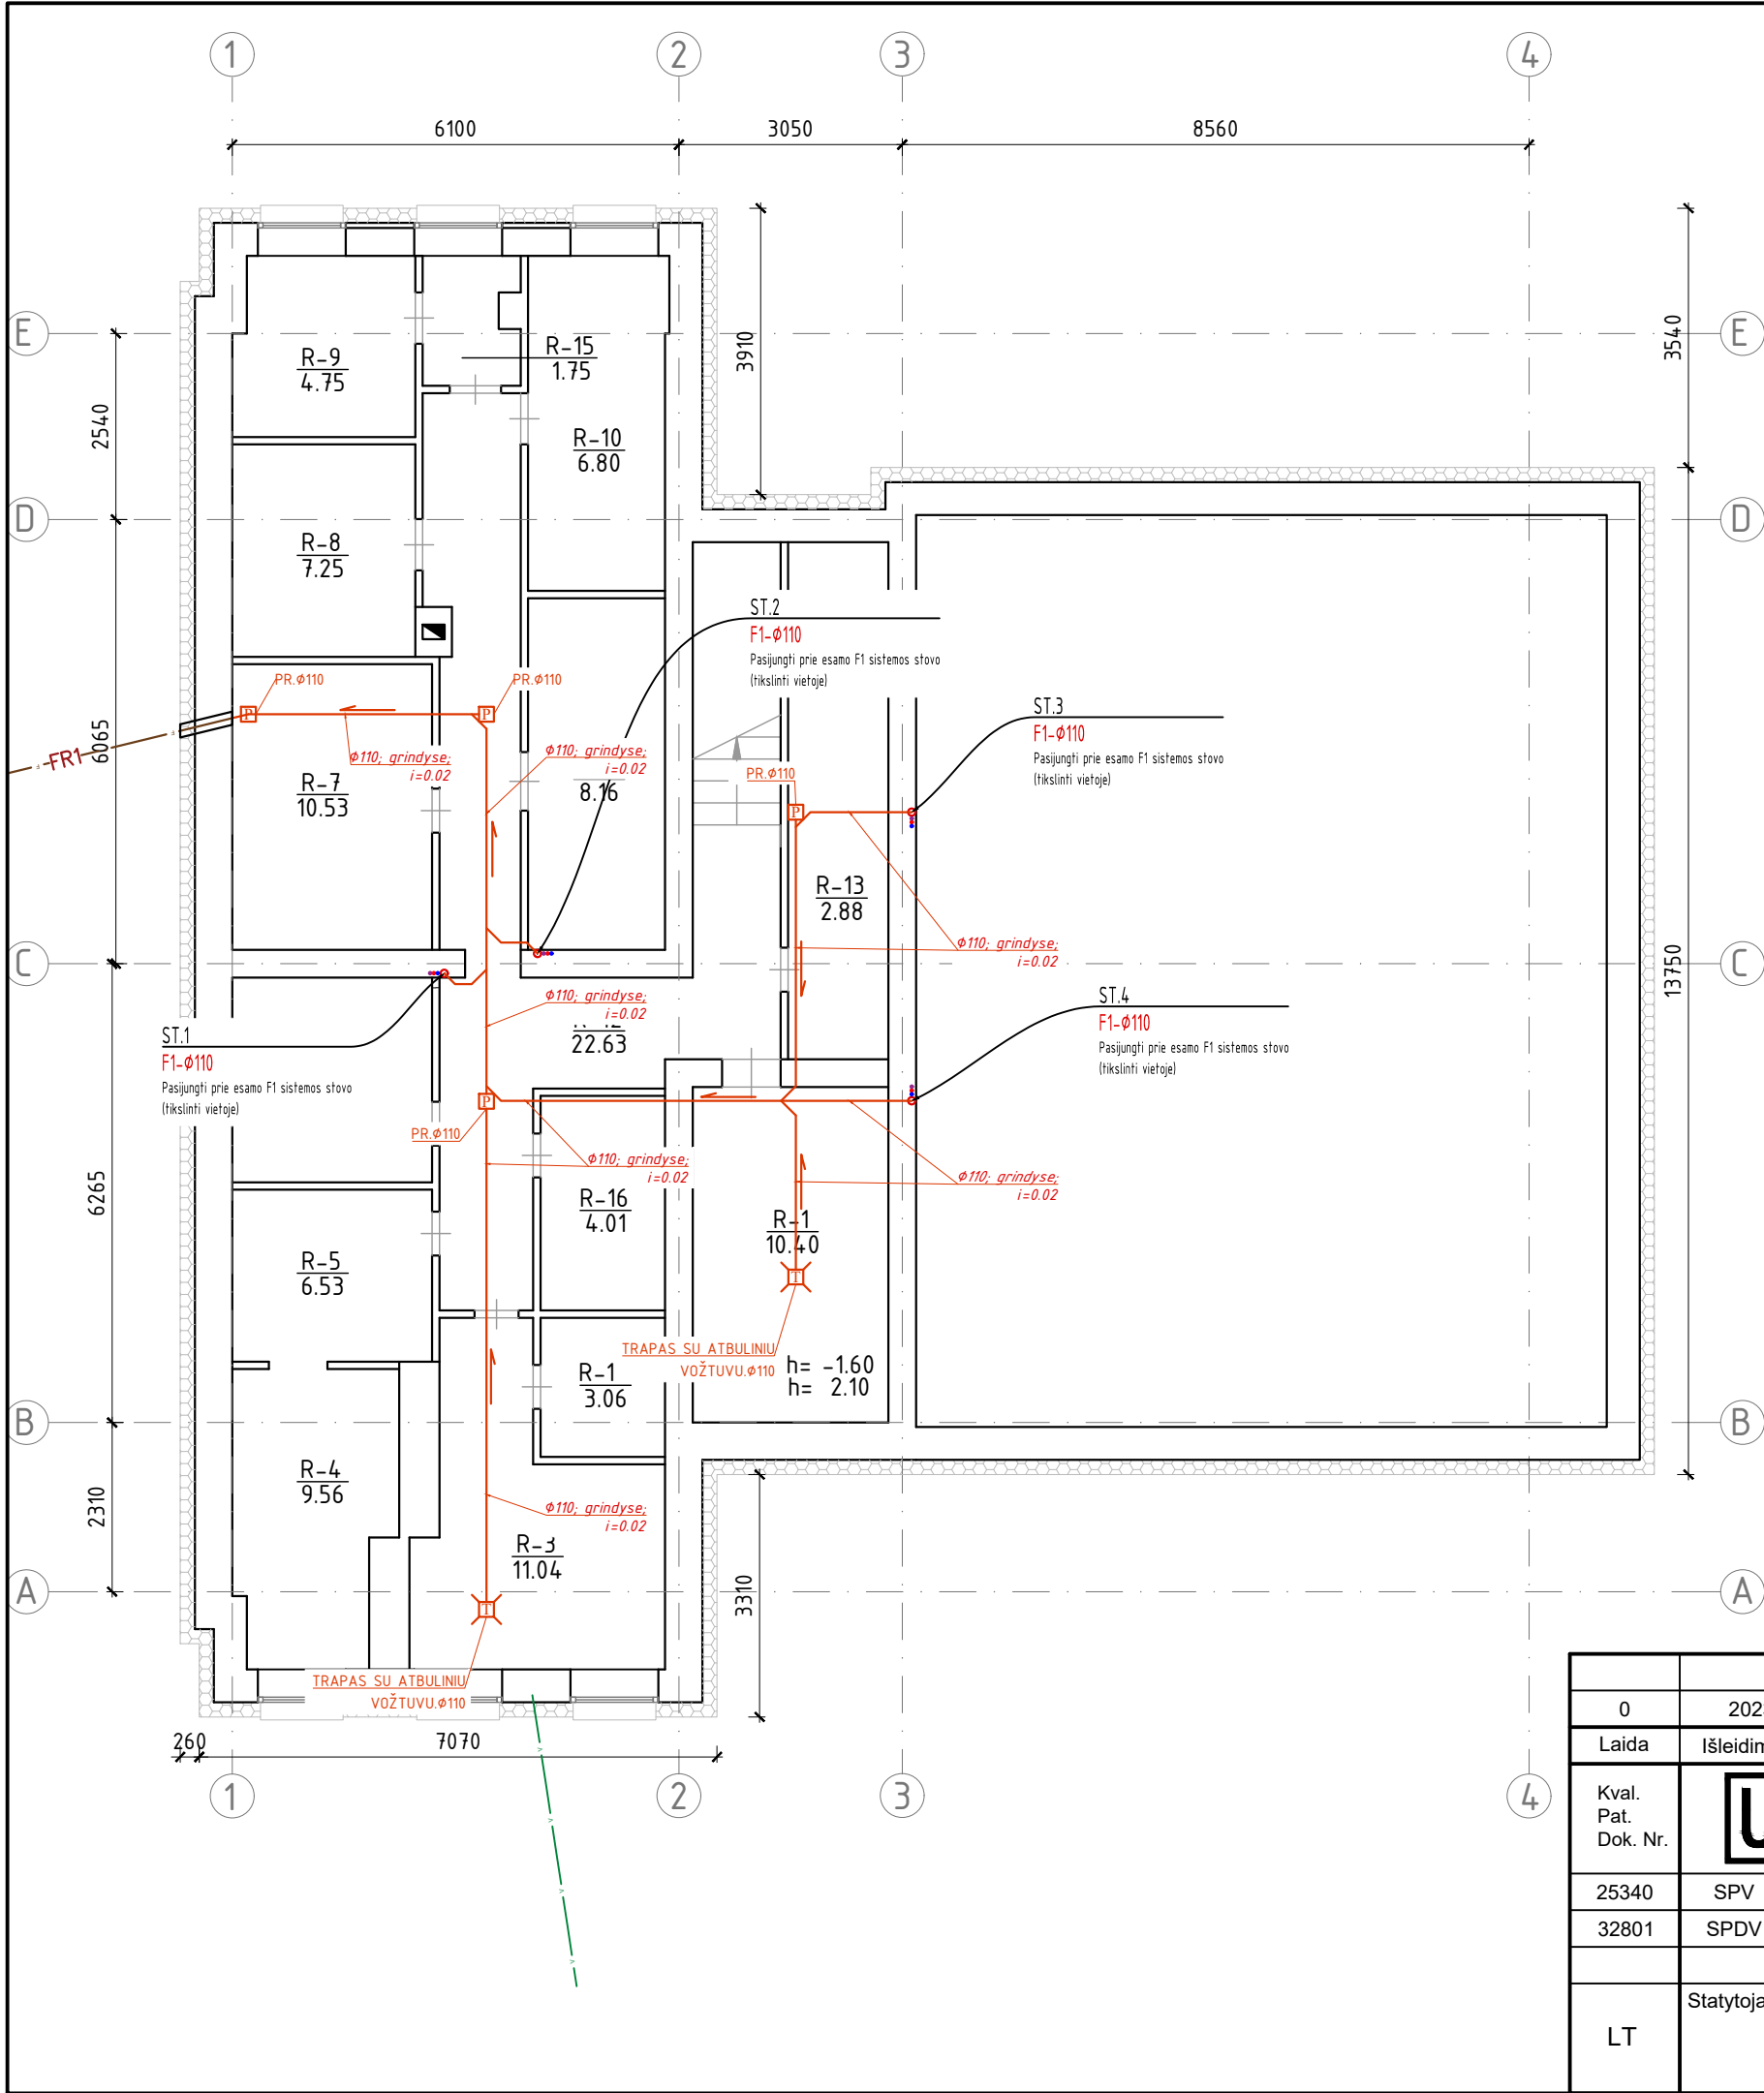 1
2
3
4
6100
3050
8560
E
E
3910
3540
R-9
4.75
R-15
1.75
2540
R-10
6.80
D
D
R-8
7.25
ST.2
F1-Φ110
Pasijungti prie esamo F1 sistemos stovo
(tikslinti vietoje)
PR.Φ110
PR.Φ110
ST.3
F1-Φ110
Pasijungti prie esamo F1 sistemos stovo
(tikslinti vietoje)
P
P
FR1
6065
Φ110; grindyse;
i=0.02
Φ110; grindyse;
i=0.02
PR.Φ110
R-7
10.53
8.16
P
R-13
2.88
Φ110; grindyse;
i=0.02
C
C
13750
Φ110; grindyse;
i=0.02
22.63
ST.4
F1-Φ110
Pasijungti prie esamo F1 sistemos stovo
(tikslinti vietoje)
ST.1
F1-Φ110
Pasijungti prie esamo F1 sistemos stovo
(tikslinti vietoje)
P
PR.Φ110
Φ110; grindyse;
i=0.02
Φ110; grindyse;
i=0.02
6265
R-16
4.01
R-1
10.40
R-5
6.53
T
TRAPAS SU ATBULINIU
VOŽTUVU.Φ110
h= -1.60
h= 2.10
R-1
3.06
B
B
R-4
9.56
2310
Φ110; grindyse;
i=0.02
R-3
11.04
A
A
3310
T
TRAPAS SU ATBULINIU
VOŽTUVU.Φ110
260
7070
1
2
3
4
0
202
Laida
Išleidim
Kval.
Pat.
Dok. Nr.
U
25340
SPV
32801
SPDV
Statytoja
LT